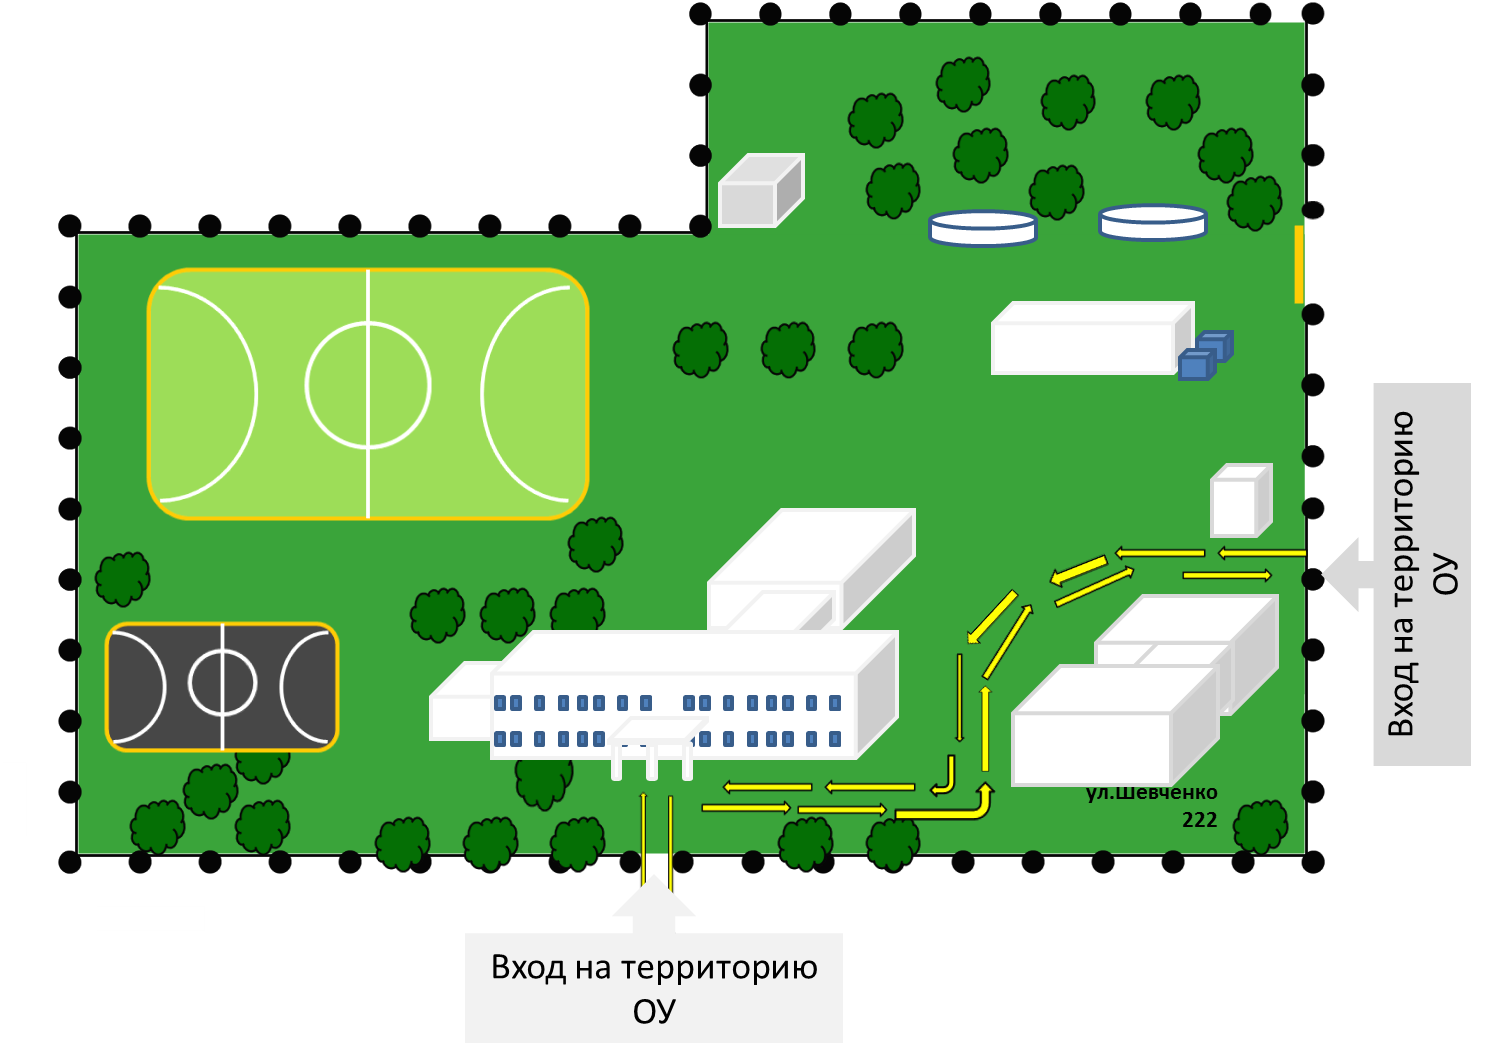 Вход на территорию
ОУ
ул.Шевченко
222
Вход на территорию
ОУ